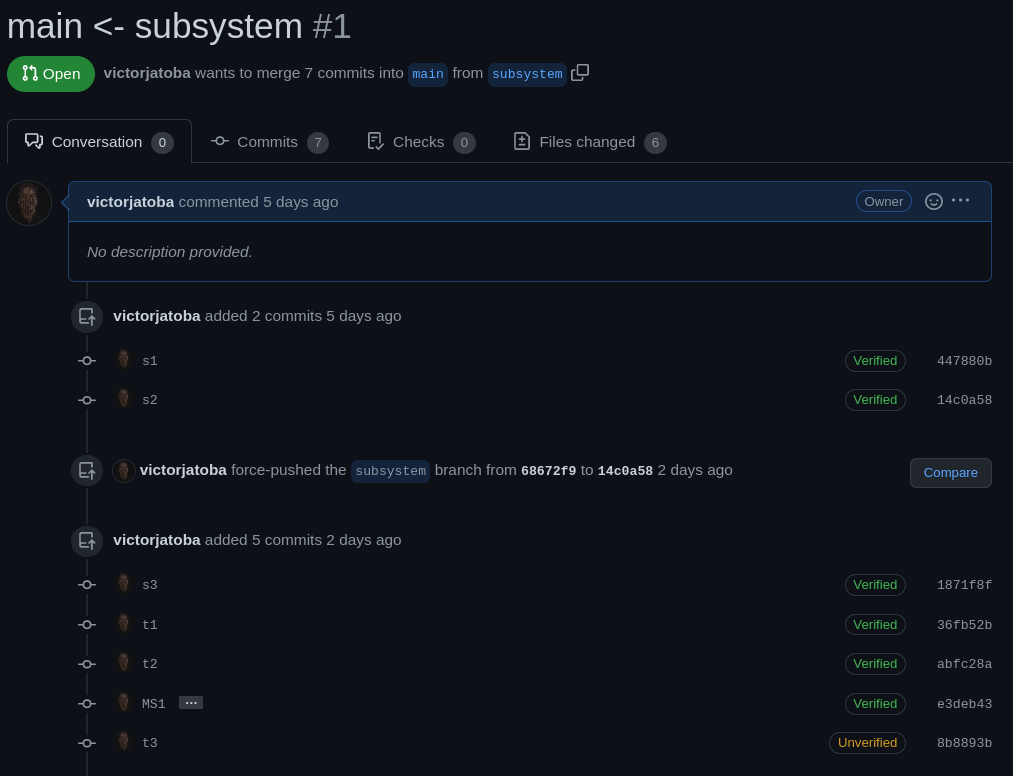 main <- subsystem #1
Open victorjatoba wants to merge 7 commits into main from subsystem
Conversation 0 Commits 7 Checks 0 Files changed 6
victorjatoba commented 5 days ago Owner
No description provided.
victorjatoba added 2 commits 5 days ago
s1 Verified 447880b
s2 Verified 14c0a58
victorjatoba force-pushed the subsystem branch from 68672f9 to 14c0a58 2 days ago Compare
victorjatoba added 5 commits 2 days ago
s3 Verified 1871f8f
t1 Verified 36fb52b
t2 Verified abfc28a
MS1 ... Verified e3deb43
t3 Unverified 8b8893b